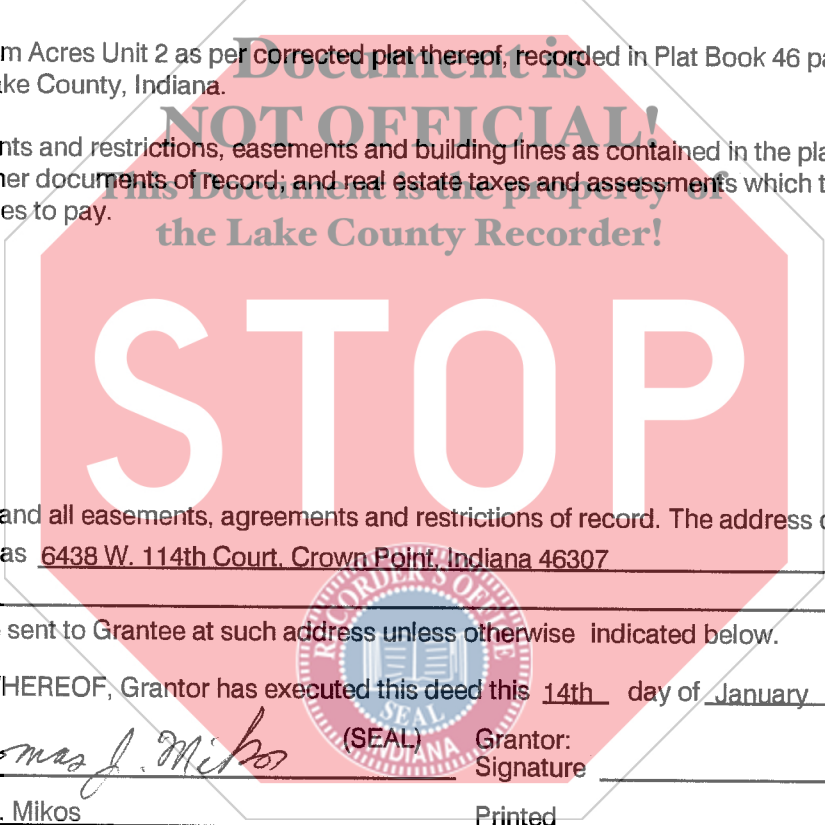 m Acres Unit 2 as per corrected plat thereof, recorded in Plat Book 46 pa
ke County, Indiana.
Document is
NOT OFFICIAL!
This Document is the property of
the Lake County Recorder!
nts and restrictions, easements and building lines as contained in the pla
ner documents of record; and real estate taxes and assessments which t
es to pay.
STOP
and all easements, agreements and restrictions of record. The address o
as 6438 W. 114th Court, Crown Point, Indiana 46307
sent to Grantee at such address unless otherwise indicated below.
HEREOF, Grantor has executed this deed this 14th day of January
omas J. Mikos (SEAL) Grantor:
Signature
. Mikos Printed
RECORDER'S OFFICE
SEAL
INDIANA